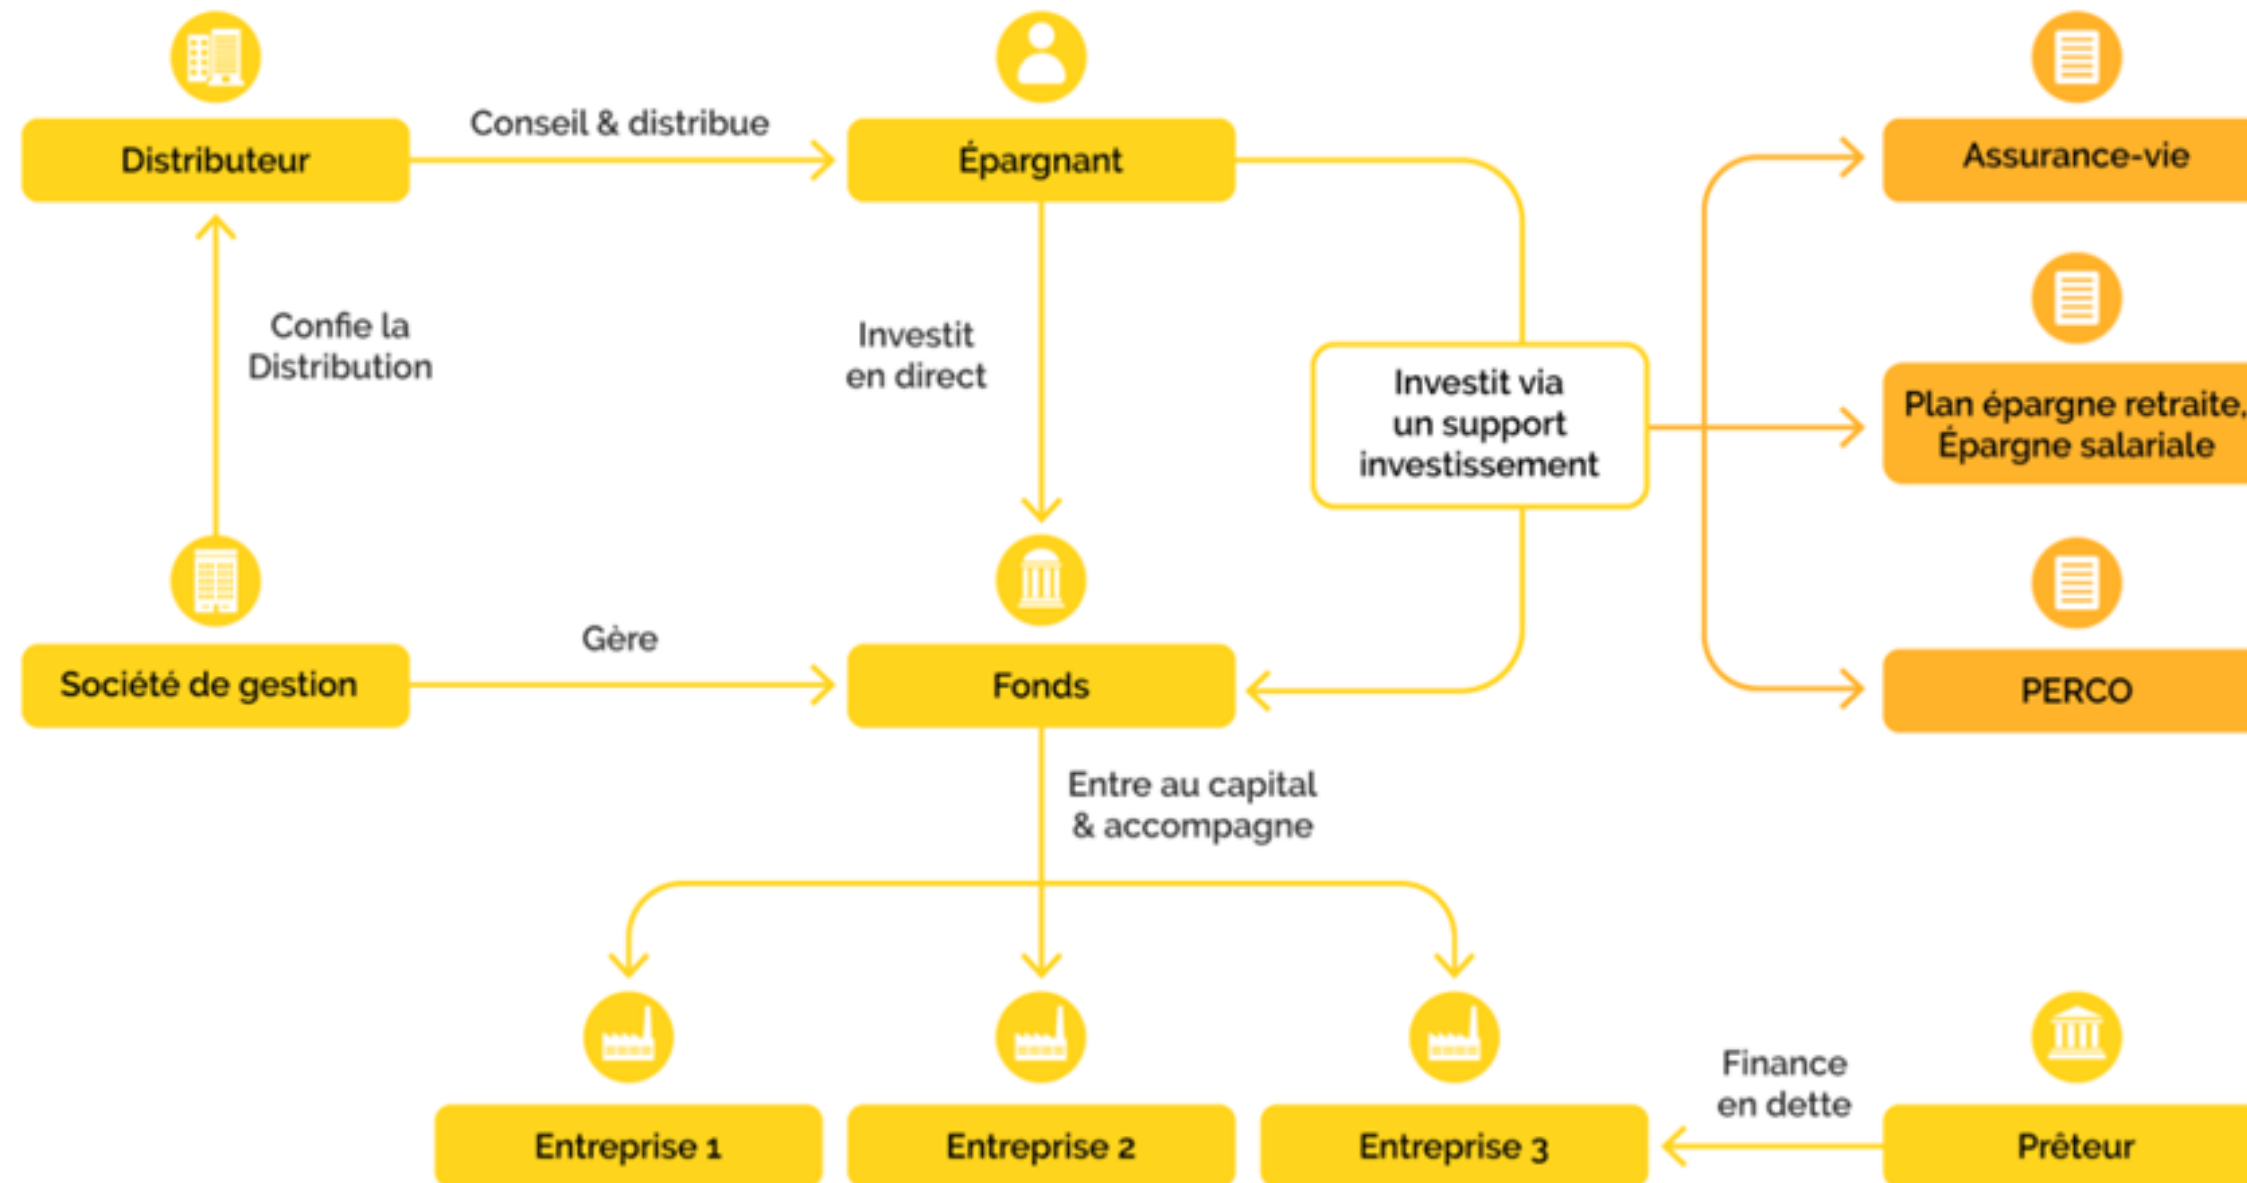 Conseil & distribue
Distributeur
Épargnant
Assurance-vie
Confie la
Distribution
Investit
en direct
Investit via
un support
investissement
Plan épargne retraite,
Épargne salariale
Gère
Société de gestion
Fonds
PERCO
Entre au capital
& accompagne
Finance
en dette
Entreprise 1
Entreprise 2
Entreprise 3
Prêteur